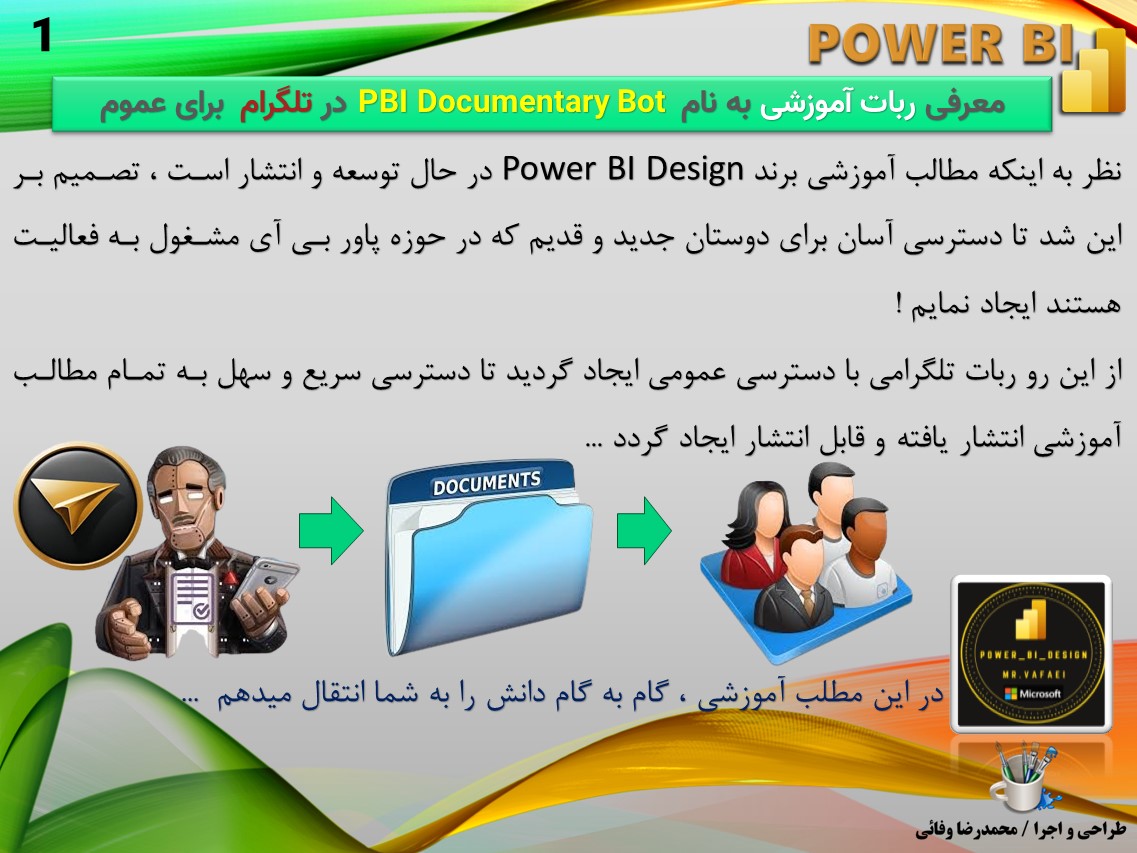 1
POWER BI
معرفی ربات آموزشی به نام PBI Documentary Bot در تلگرام برای عموم
نظر به اینکه مطالب آموزشی برند Power BI Design در حال توسعه و انتشار است ، تصمیم بر
این شد تا دسترسی آسان برای دوستان جدید و قدیم که در حوزه پاور بی آی مشغول به فعالیت
هستند ایجاد نمایم !
از این رو ربات تلگرامی با دسترسی عمومی ایجاد گردید تا دسترسی سریع و سهل به تمام مطالب
آموزشی انتشار یافته و قابل انتشار ایجاد گردد ...
DOCUMENTS
POWER_BI_DESIGN
MR.VAFAEI
Microsoft
در این مطلب آموزشی ، گام به گام دانش را به شما انتقال میدهم ...
طراحی و اجرا / محمدرضا وفائی